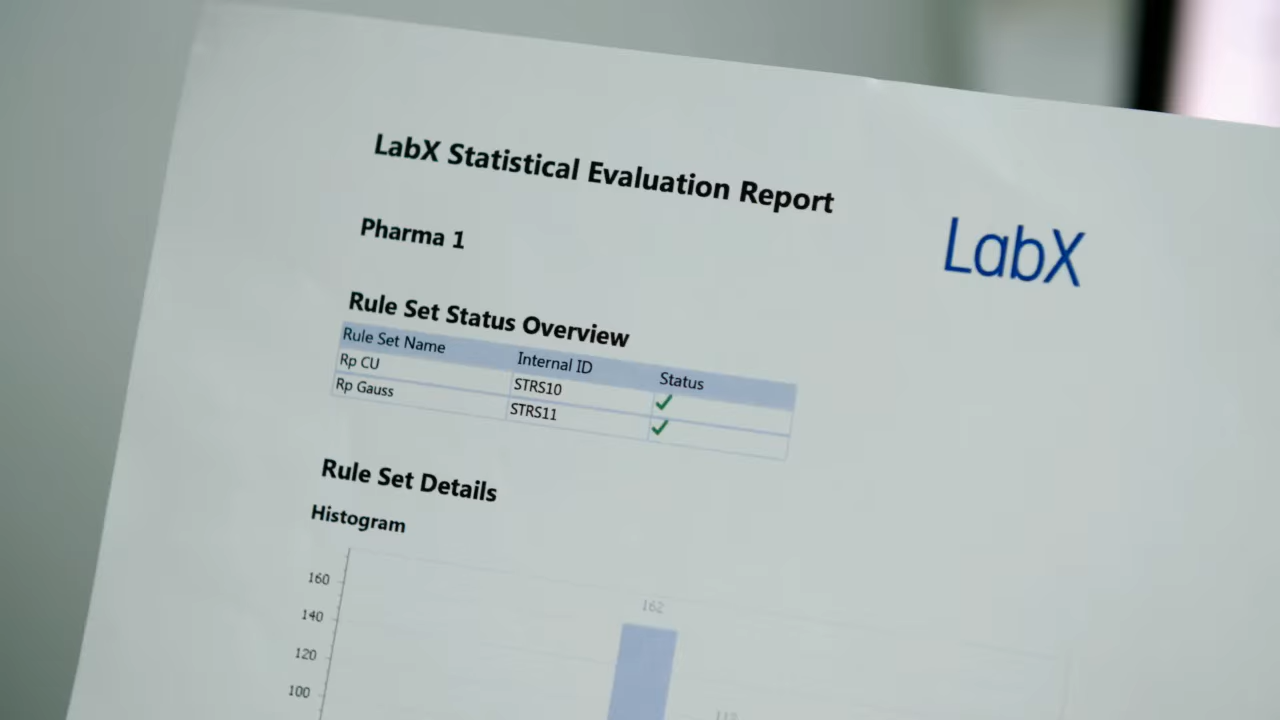 LabX Statistical Evaluation Report
LabX
Pharma 1
Rule Set Status Overview
Rule Set Name Internal ID Status
Rp CU STRS10 ✓
Rp Gauss STRS11 ✓
Rule Set Details
Histogram
160
162
140
120
100